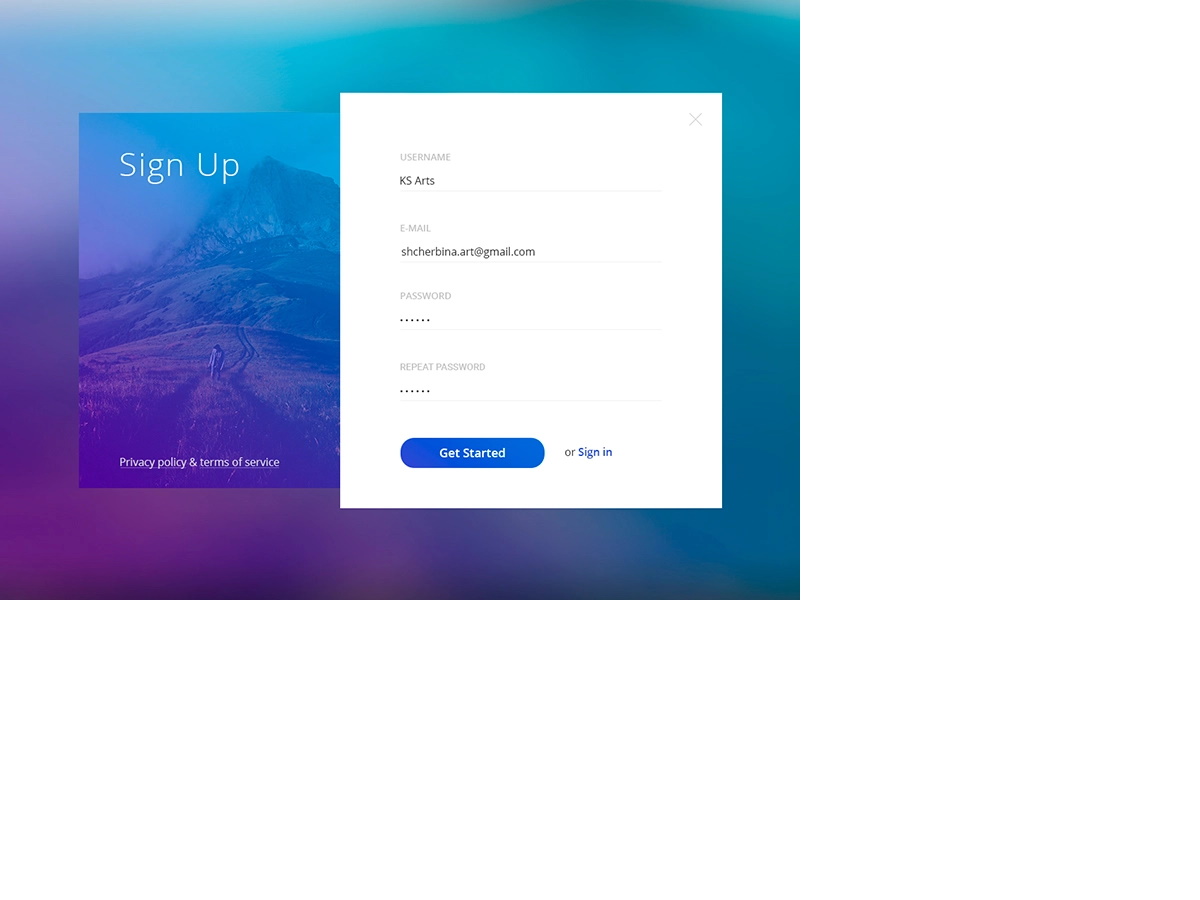 Sign Up
Privacy policy & terms of service
USERNAME
KS Arts
E-MAIL
shcherbina.art@gmail.com
PASSWORD
••••••
REPEAT PASSWORD
••••••
Get Started
or Sign in